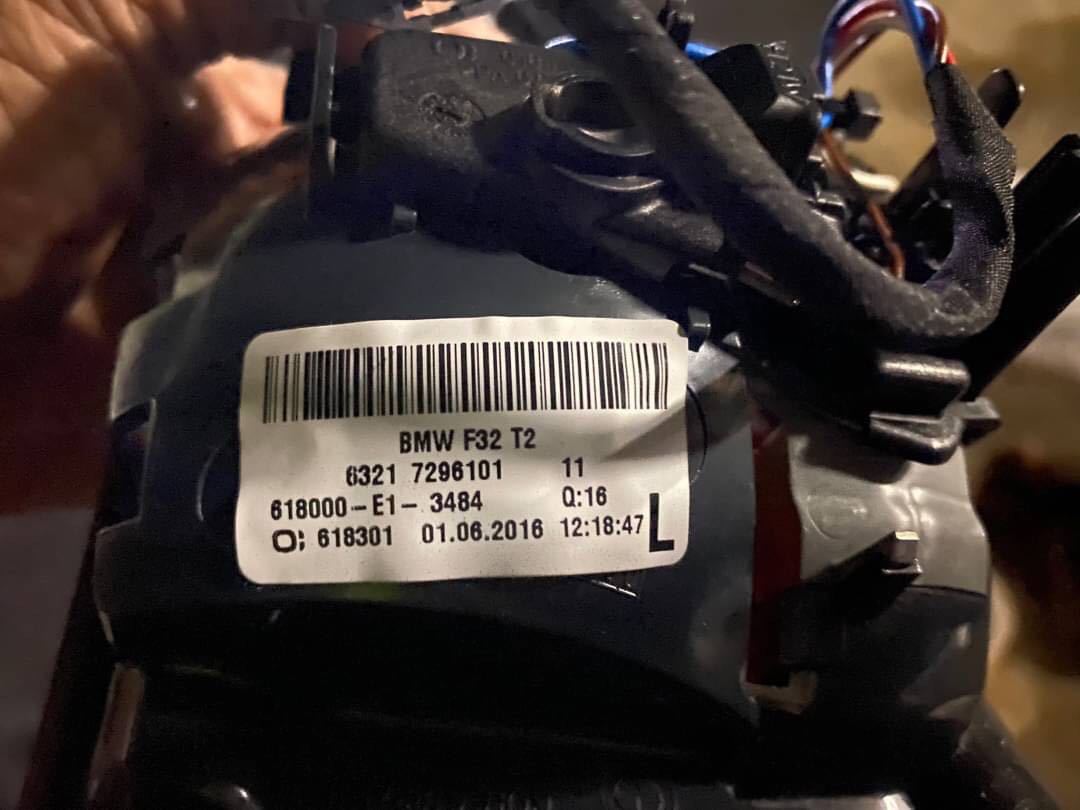 BMW F32 T2
6321 7296101 11
618000-E1- 3484 Q:16
O; 618301 01.06.2016 12:18:47 L